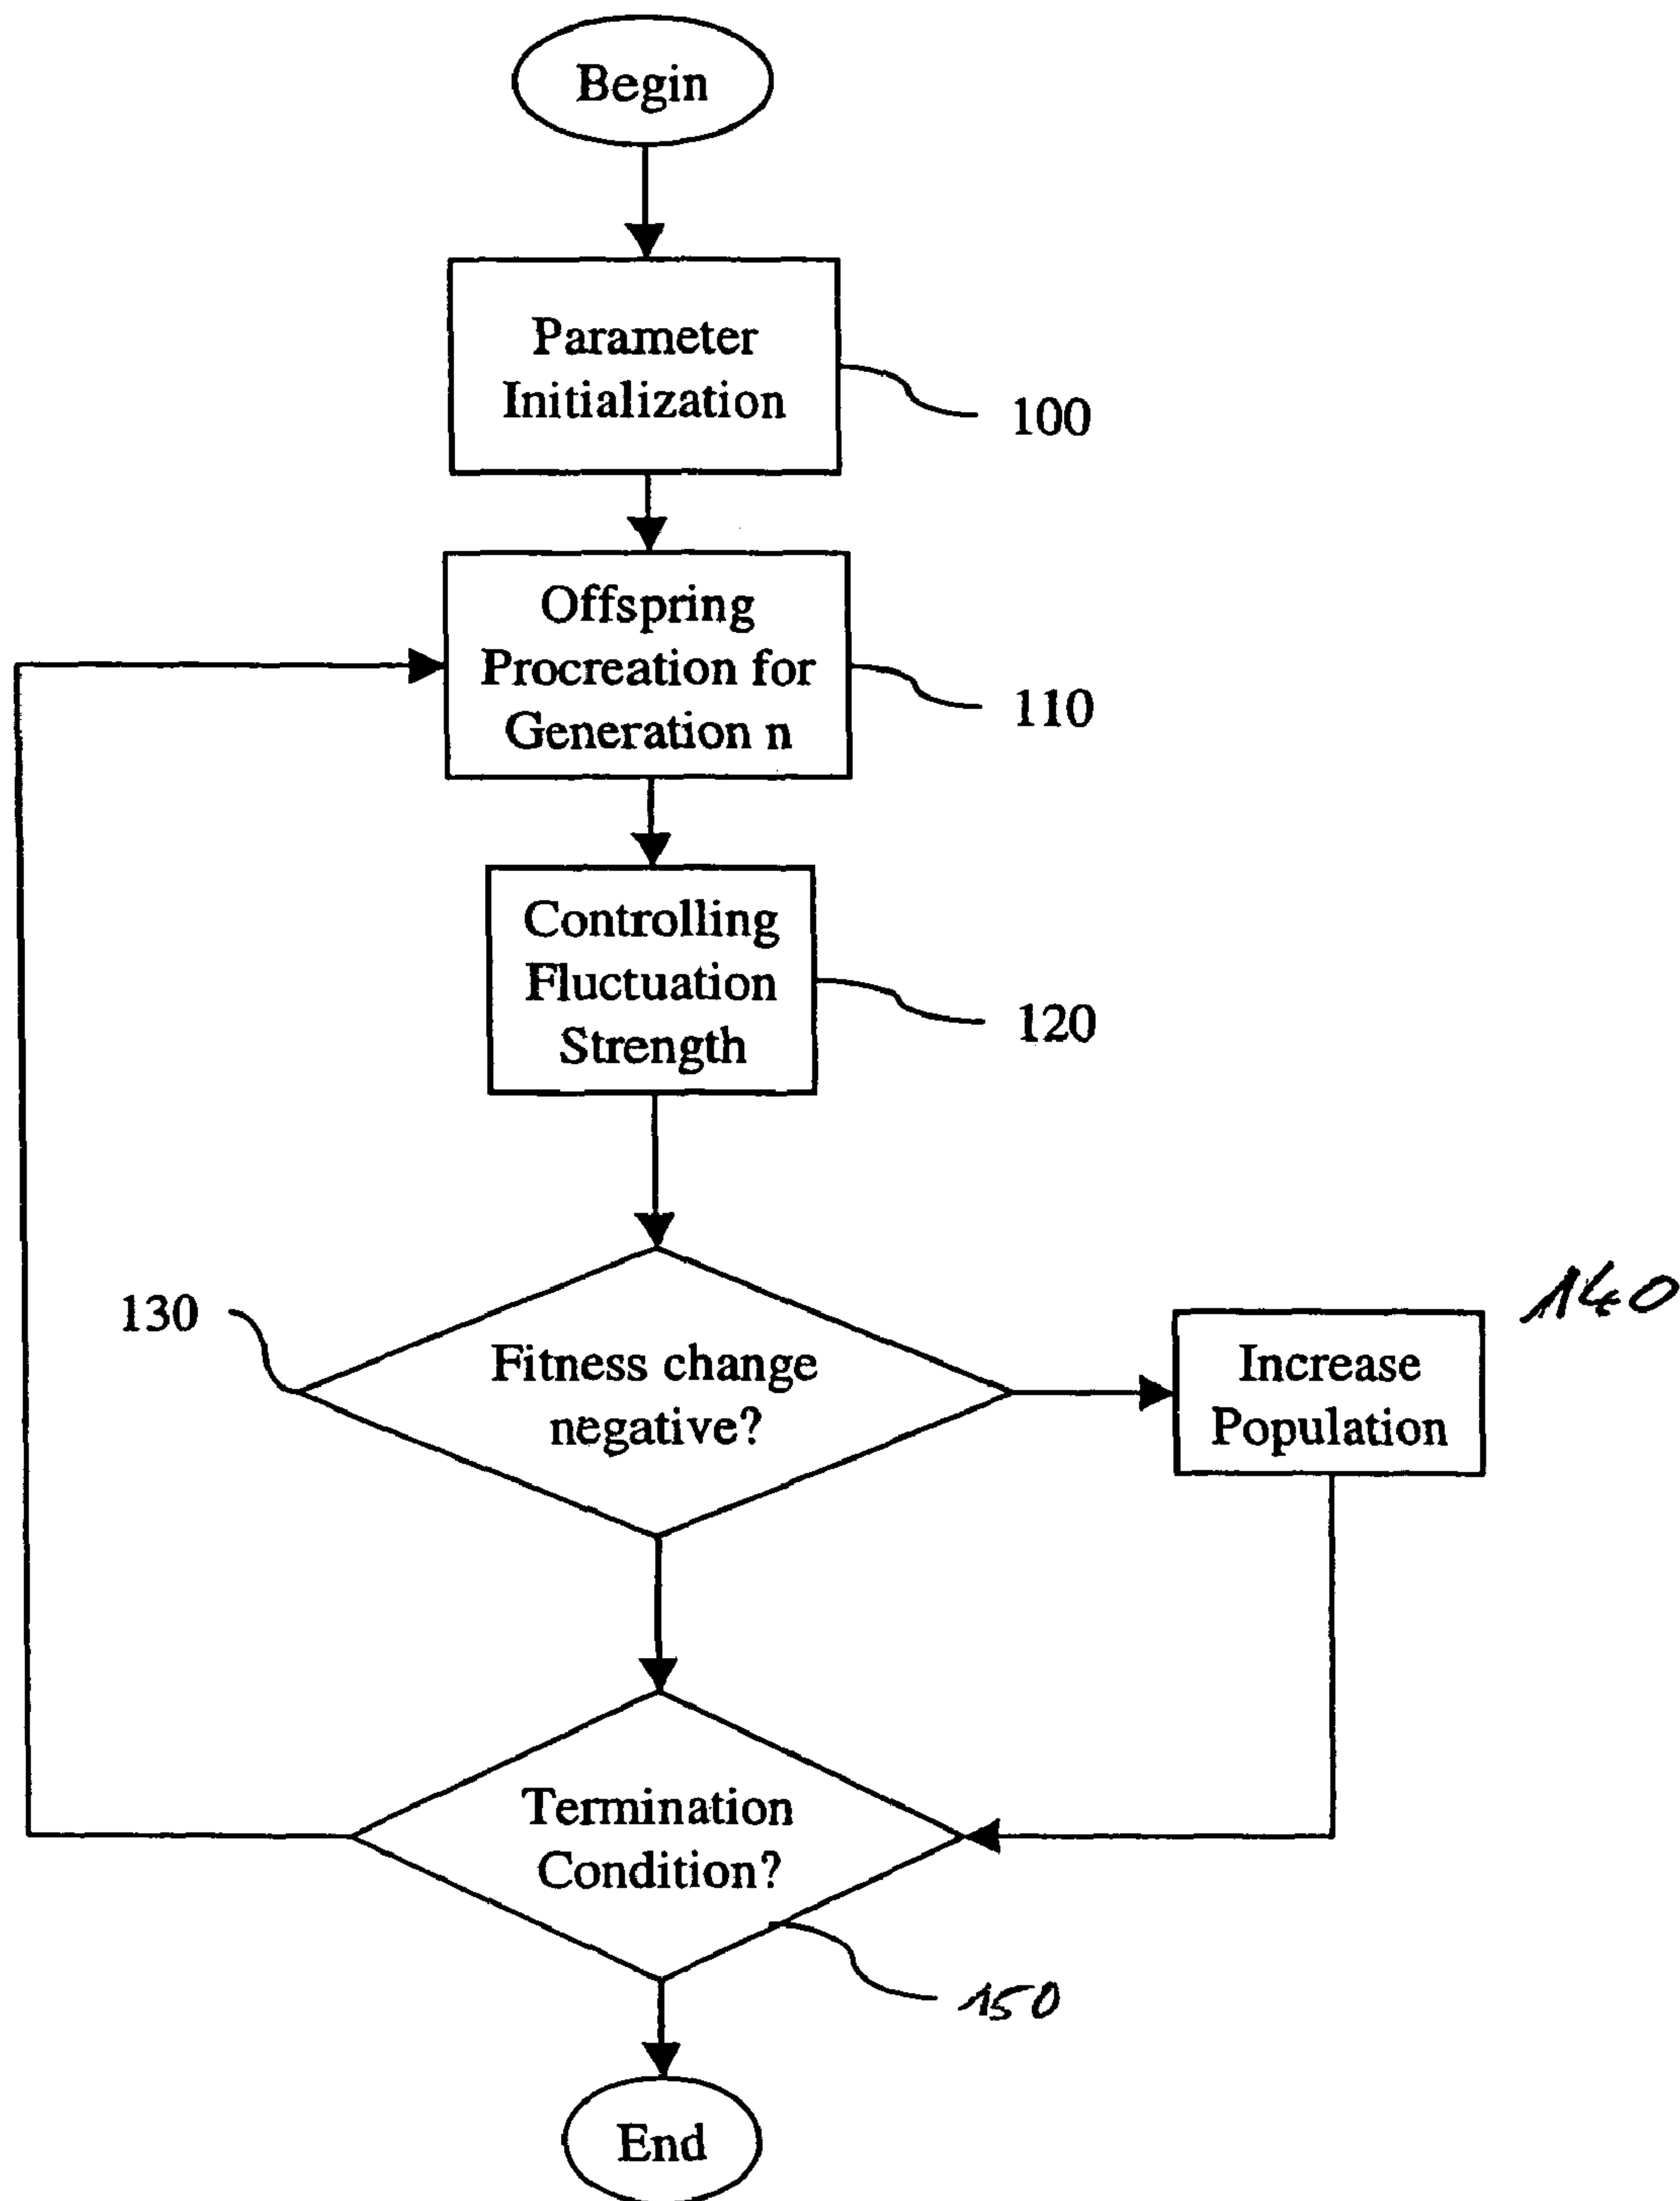 Begin
Parameter
Initialization
100
Offspring
Procreation for
Generation n
110
Controlling
Fluctuation
Strength
120
130
Fitness change
negative?
140
Increase
Population
Termination
Condition?
150
End